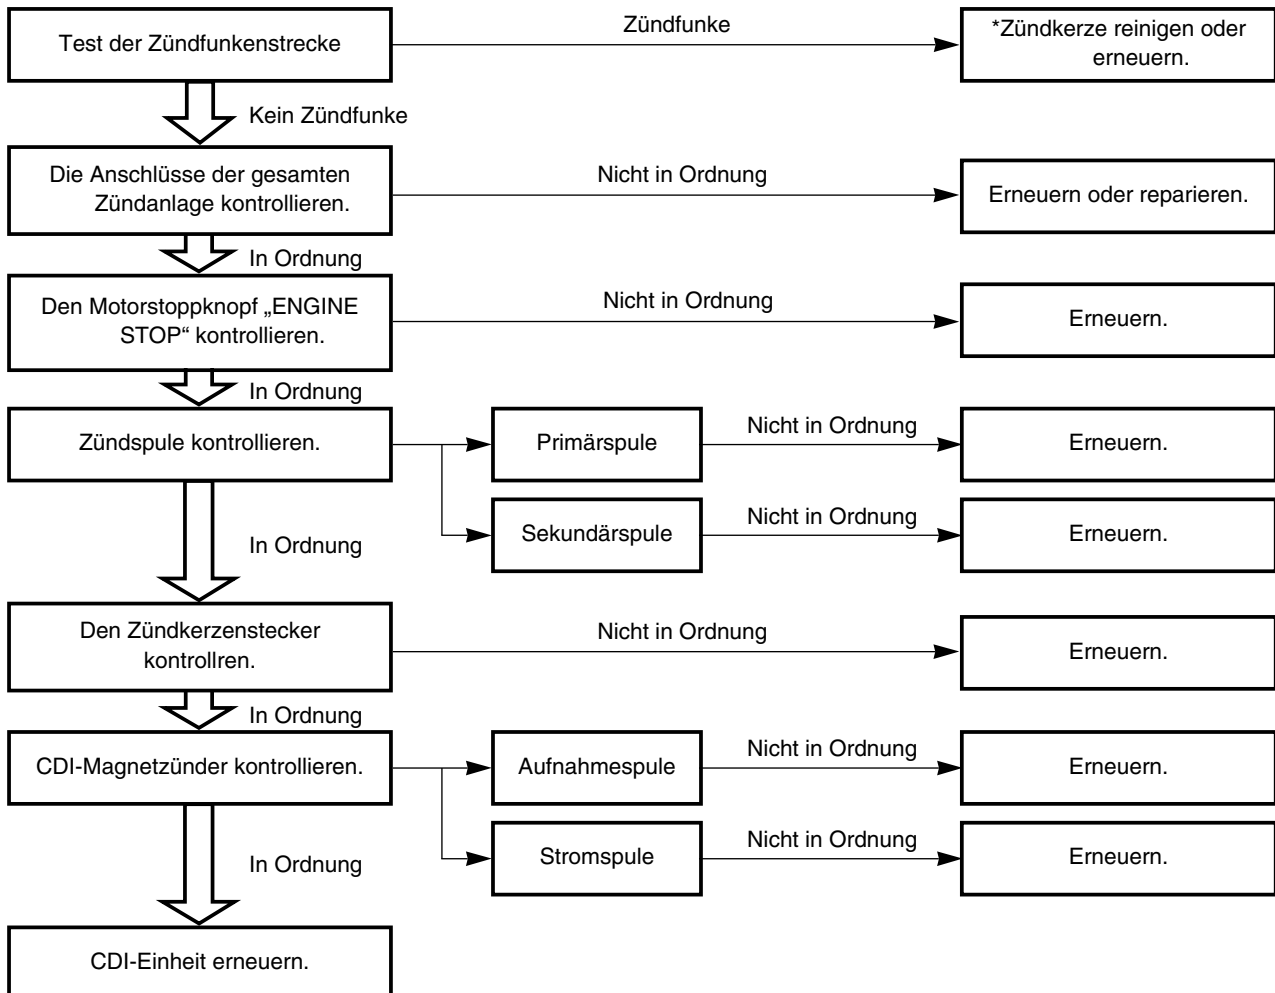 Test der Zündfunkenstrecke
Zündfunke
*Zündkerze reinigen oder
erneuern.
Kein Zündfunke
Die Anschlüsse der gesamten
Zündanlage kontrollieren.
Nicht in Ordnung
Erneuern oder reparieren.
In Ordnung
Den Motorstoppknopf „ENGINE
STOP“ kontrollieren.
Nicht in Ordnung
Erneuern.
In Ordnung
Zündspule kontrollieren.
Primärspule
Nicht in Ordnung
Erneuern.
Sekundärspule
Nicht in Ordnung
Erneuern.
In Ordnung
Den Zündkerzenstecker
kontrollren.
Nicht in Ordnung
Erneuern.
In Ordnung
CDI-Magnetzünder kontrollieren.
Aufnahmespule
Nicht in Ordnung
Erneuern.
Stromspule
Nicht in Ordnung
Erneuern.
In Ordnung
CDI-Einheit erneuern.